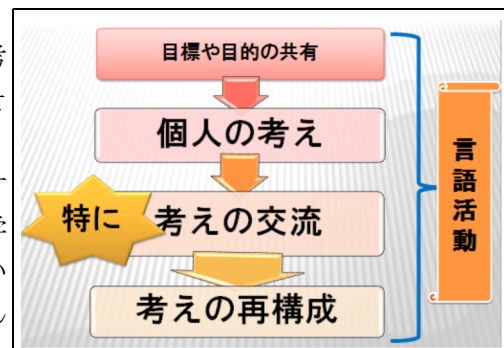 目標や目的の共有
個人の考え
特に
考えの交流
考えの再構成
言語活動